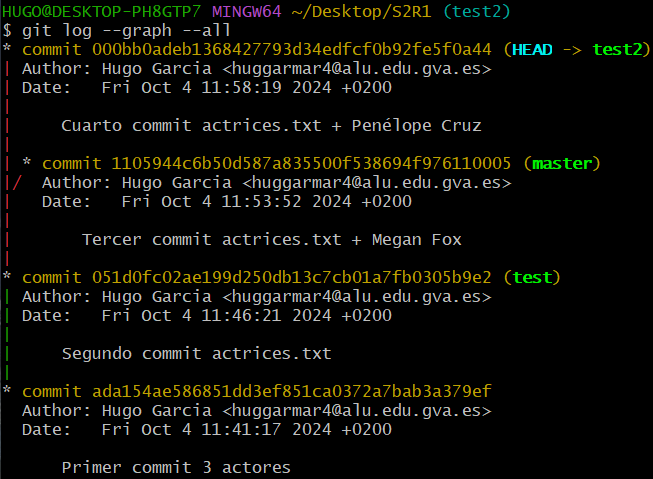 HUGO@DESKTOP-PH8GTP7 MINGW64 ~/Desktop/S2R1 (test2)
$ git log --graph --all
* commit 000bb0adeb1368427793d34edfcf0b92fe5f0a44 (HEAD -> test2)
| Author: Hugo Garcia <huggarmar4@alu.edu.gva.es>
| Date:   Fri Oct 4 11:58:19 2024 +0200
|
|     Cuarto commit actrices.txt + Penélope Cruz
|
| * commit 1105944c6b50d587a835500f538694f976110005 (master)
|/  Author: Hugo Garcia <huggarmar4@alu.edu.gva.es>
|   Date:   Fri Oct 4 11:53:52 2024 +0200
|
|       Tercer commit actrices.txt + Megan Fox
|
* commit 051d0fc02ae199d250db13c7cb01a7fb0305b9e2 (test)
| Author: Hugo Garcia <huggarmar4@alu.edu.gva.es>
| Date:   Fri Oct 4 11:46:21 2024 +0200
|
|     Segundo commit actrices.txt
|
* commit ada154ae586851dd3ef851ca0372a7bab3a379ef
  Author: Hugo Garcia <huggarmar4@alu.edu.gva.es>
  Date:   Fri Oct 4 11:41:17 2024 +0200

      Primer commit 3 actores